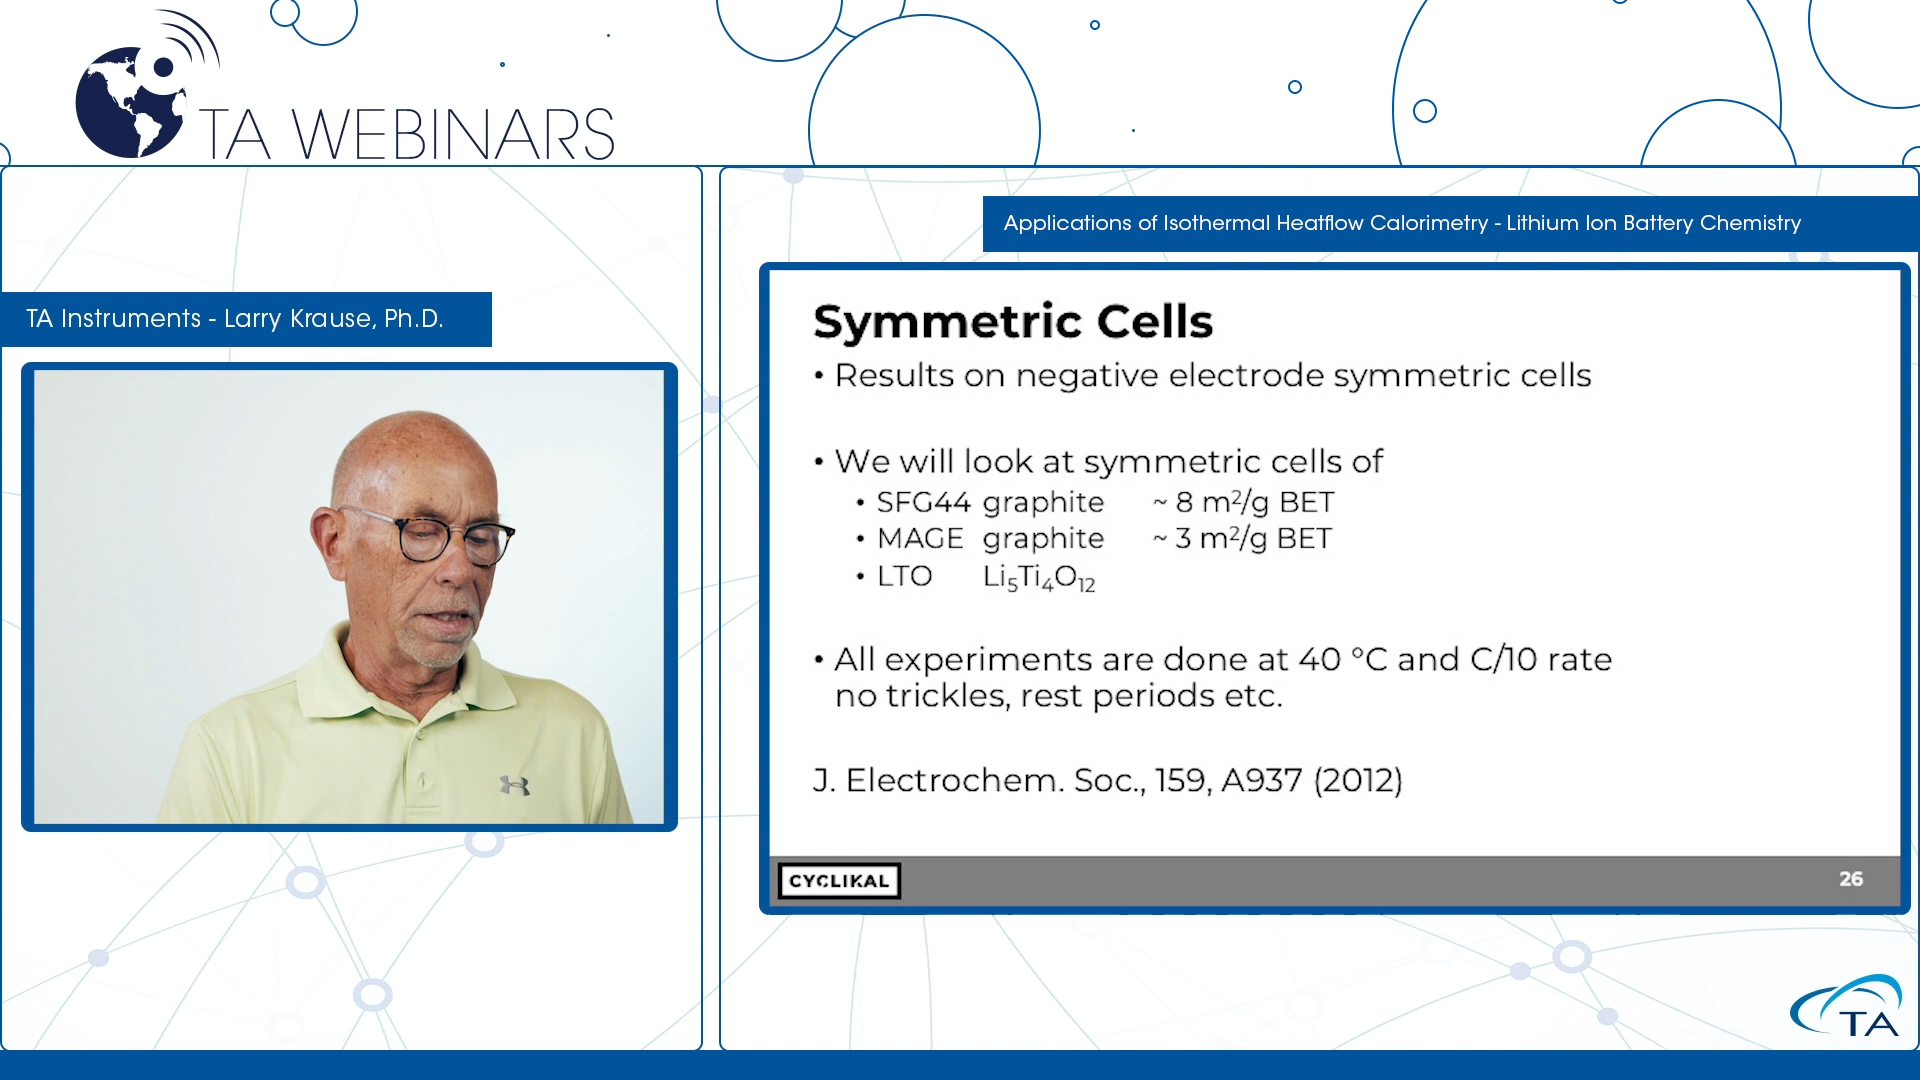 TA WEBINARS
Applications of Isothermal Heatflow Calorimetry - Lithium Ion Battery Chemistry
TA Instruments - Larry Krause, Ph.D.
Symmetric Cells
• Results on negative electrode symmetric cells
• We will look at symmetric cells of
• SFG44 graphite ~ 8 m²/g BET
• MAGE graphite ~ 3 m²/g BET
• LTO Li₅Ti₄O₁₂
• All experiments are done at 40 °C and C/10 rate
no trickles, rest periods etc.
J. Electrochem. Soc., 159, A937 (2012)
CYCLIKAL
26
TA